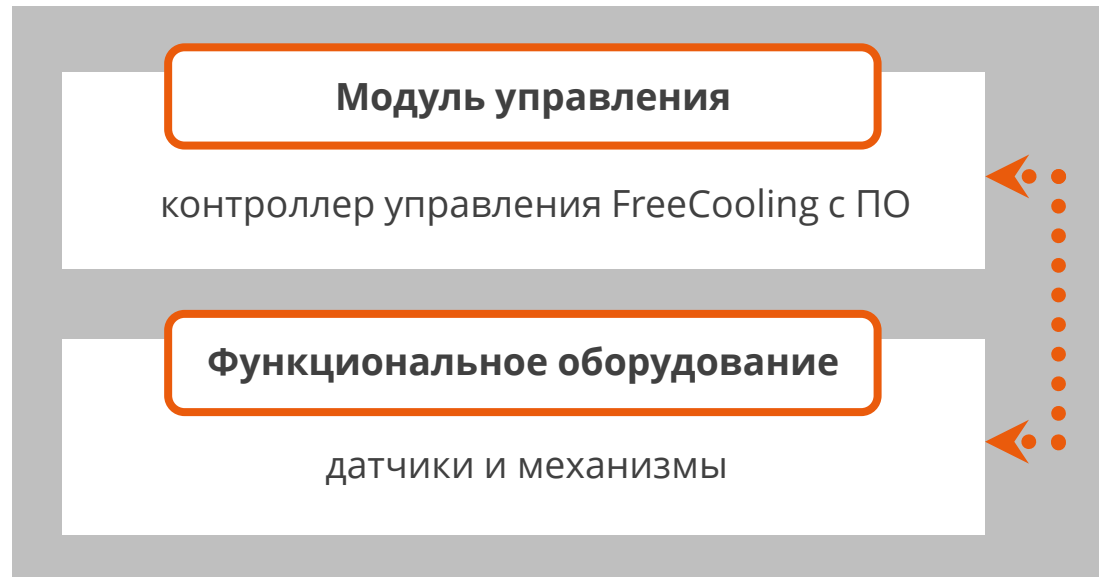 Модуль управления
контроллер управления FreeCooling с ПО
Функциональное оборудование
датчики и механизмы